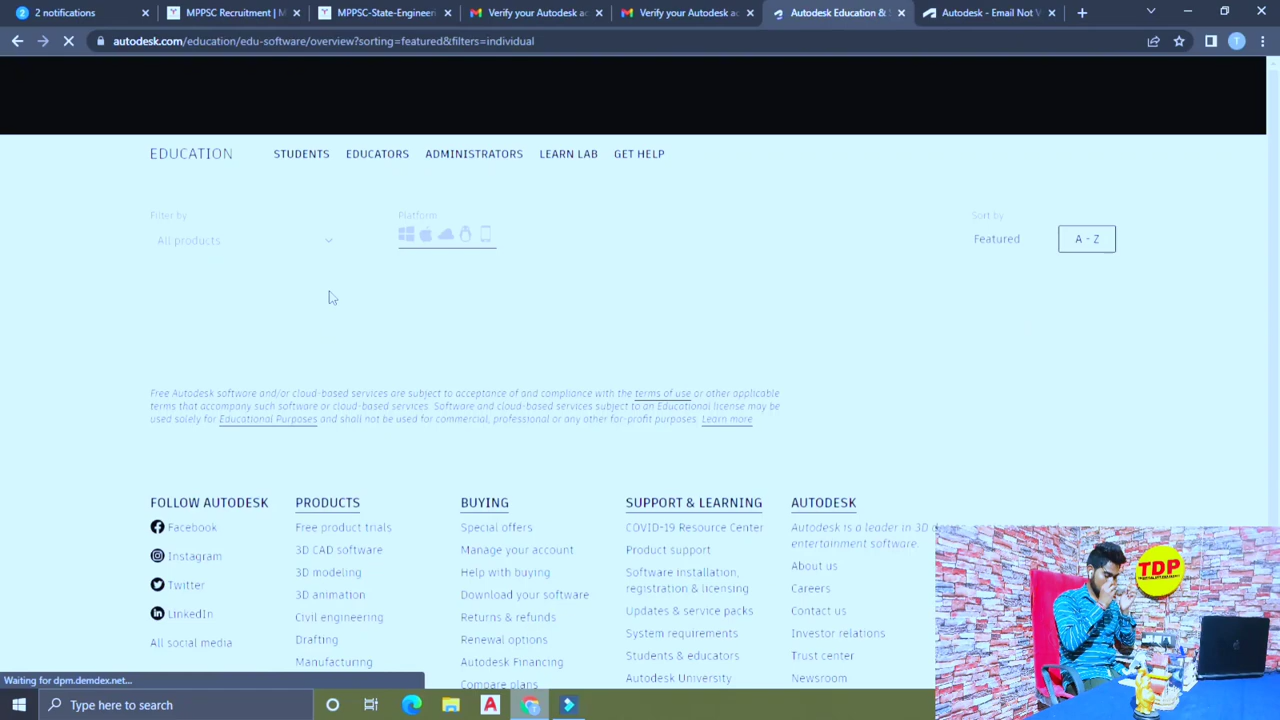 2 notifications
MPPSC Recruitment | M
MPPSC-State-Engineeri
Verify your Autodesk ac
Verify your Autodesk ac
Autodesk Education & S
Autodesk - Email Not V
autodesk.com/education/edu-software/overview?sorting=featured&filters=individual
T
EDUCATION STUDENTS EDUCATORS ADMINISTRATORS LEARN LAB GET HELP
Filter by Platform Sort by
All products Featured A - Z
Free Autodesk software and/or cloud-based services are subject to acceptance of and compliance with the terms of use or other applicable
terms that accompany such software or cloud-based services. Software and cloud-based services subject to an Educational license may be
used solely for Educational Purposes and shall not be used for commercial, professional or any other for-profit purposes. Learn more
FOLLOW AUTODESK
Facebook
Instagram
Twitter
LinkedIn
All social media
PRODUCTS
Free product trials
3D CAD software
3D modeling
3D animation
Civil engineering
Drafting
Manufacturing
BUYING
Special offers
Manage your account
Help with buying
Download your software
Returns & refunds
Renewal options
Autodesk Financing
Compare plans
SUPPORT & LEARNING
COVID-19 Resource Center
Product support
Software installation,
registration & licensing
Updates & service packs
System requirements
Students & educators
Autodesk University
AUTODESK
Autodesk is a leader in 3D d
entertainment software.
About us
Careers
Contact us
Investor relations
Trust center
Newsroom
TDP
Waiting for dpm.demdex.net...
Type here to search